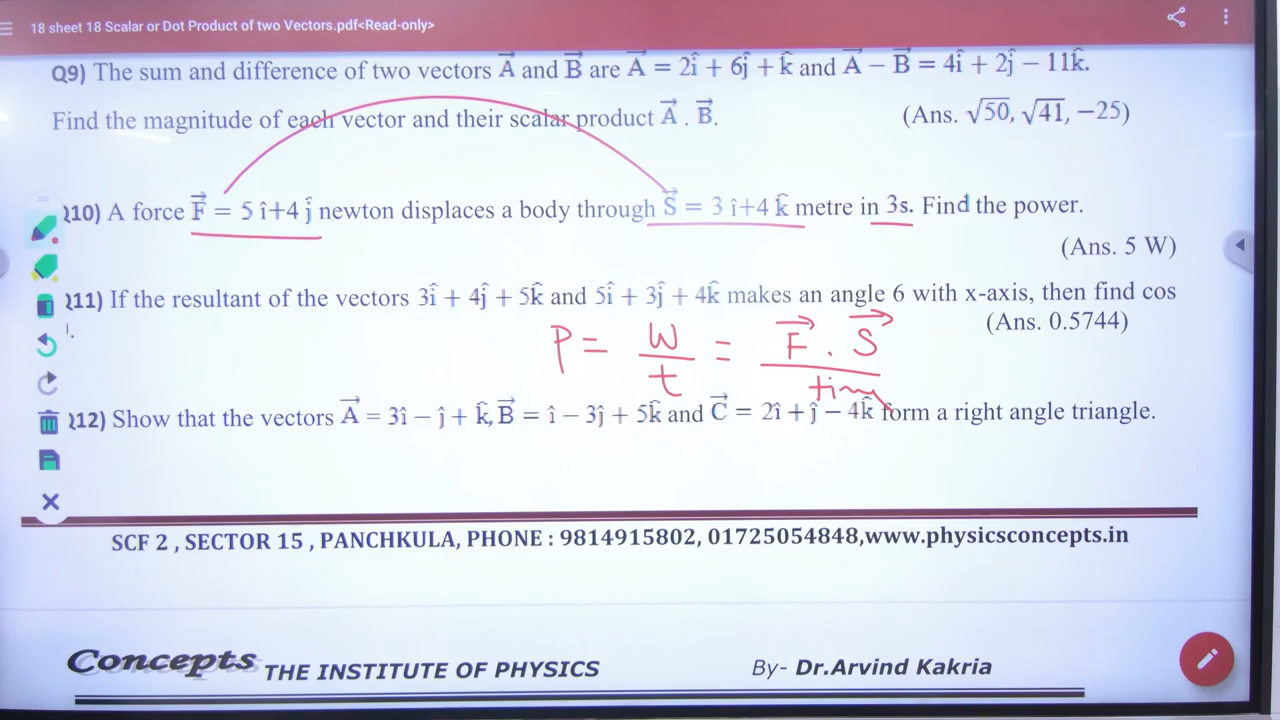 18 sheet 18 Scalar or Dot Product of two Vectors.pdf<Read-only>
Q9) The sum and difference of two vectors A⃗ and B⃗ are A⃗ = 2î + 6ĵ + k̂ and A⃗ − B⃗ = 4î + 2ĵ − 11k̂.
Find the magnitude of each vector and their scalar product A⃗ . B⃗.
(Ans. √50, √41, −25)
Q10) A force F⃗ = 5 î+4 ĵ newton displaces a body through S⃗ = 3 î+4 k̂ metre in 3s. Find the power.
(Ans. 5 W)
Q11) If the resultant of the vectors 3î + 4ĵ + 5k̂ and 5î + 3ĵ + 4k̂ makes an angle 6 with x-axis, then find cos
(Ans. 0.5744)
P = W/t = F⃗ . S⃗ / time
Q12) Show that the vectors A⃗ = 3î − ĵ + k̂, B⃗ = î − 3ĵ + 5k̂ and C⃗ = 2î + ĵ − 4k̂ form a right angle triangle.
SCF 2 , SECTOR 15 , PANCHKULA, PHONE : 9814915802, 01725054848,www.physicsconcepts.in
Concepts THE INSTITUTE OF PHYSICS By- Dr.Arvind Kakria